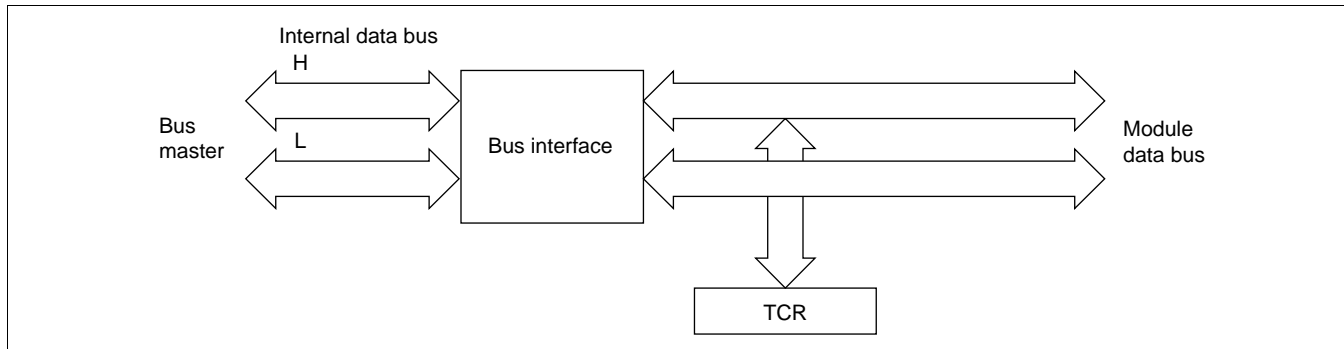 Internal data bus
H
Bus
master
L
Bus interface
Module
data bus
TCR